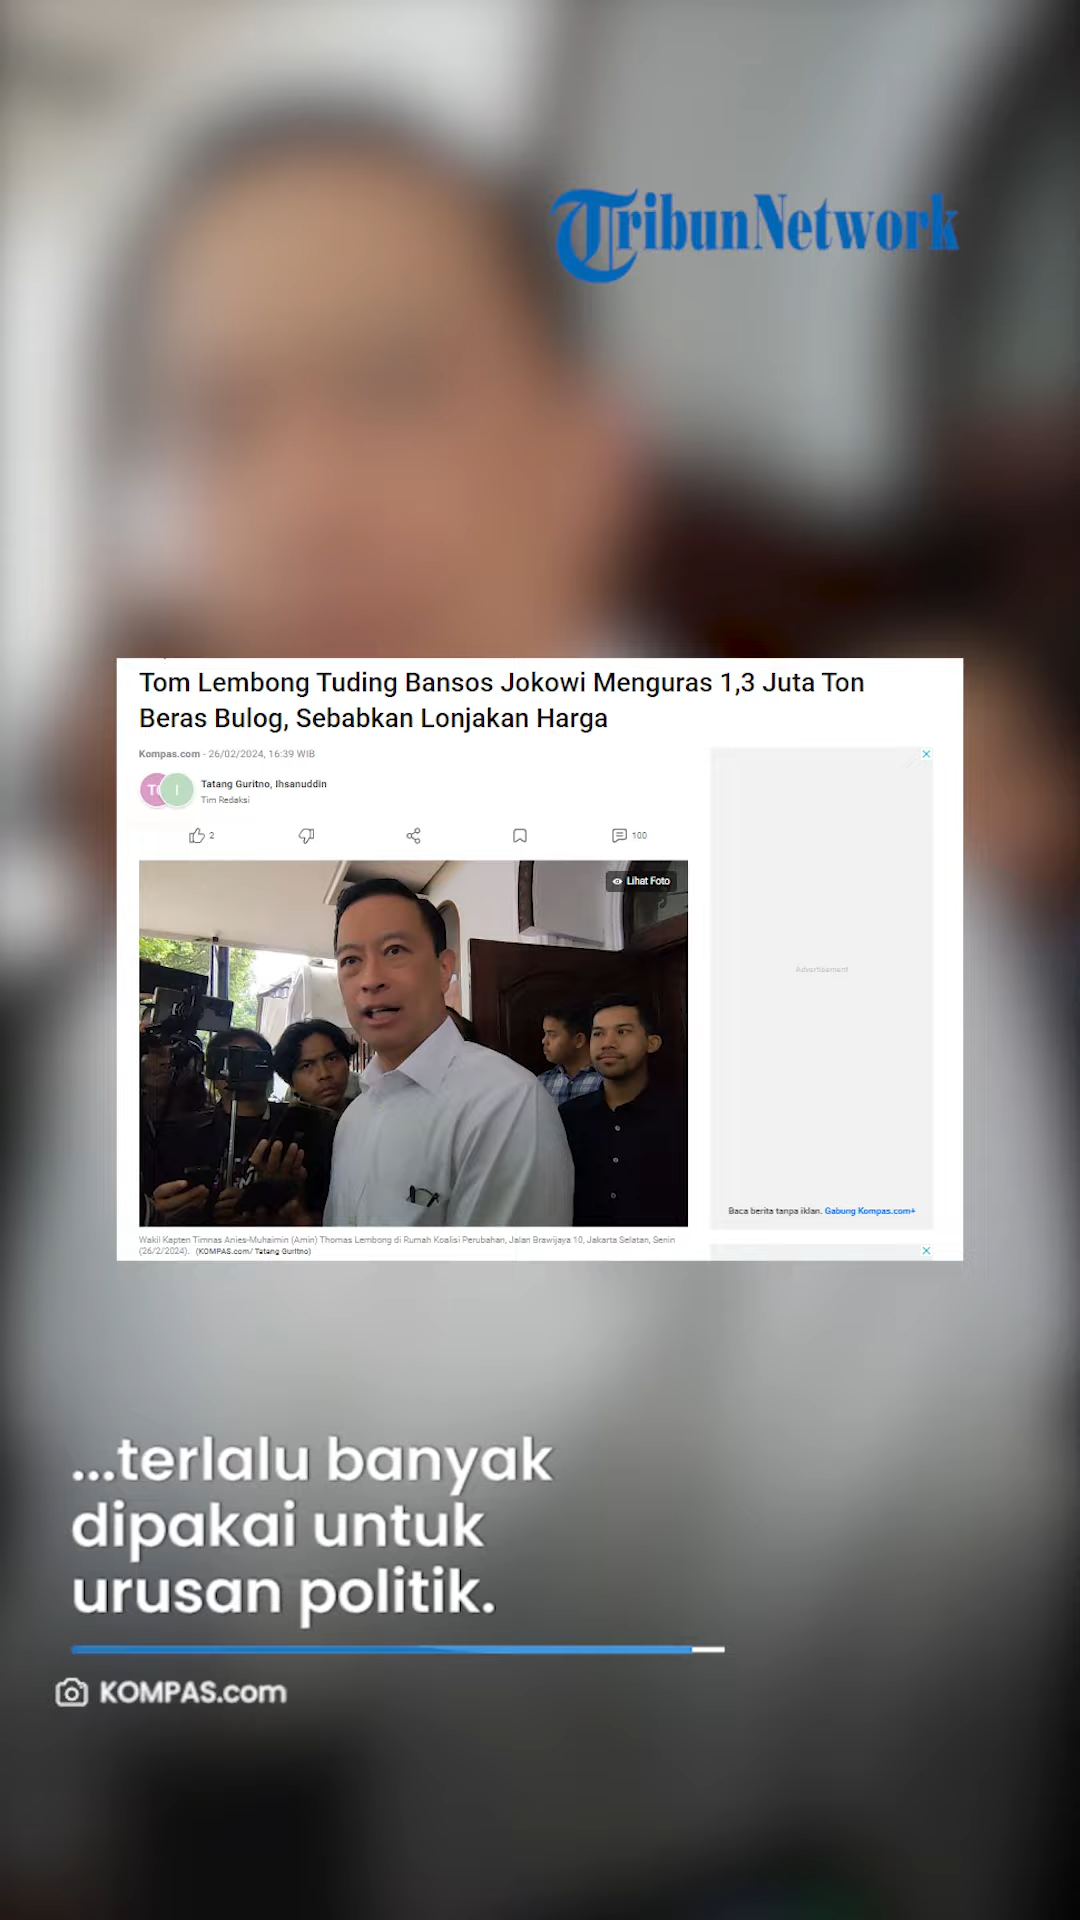 TribunNetwork
Tom Lembong Tuding Bansos Jokowi Menguras 1,3 Juta Ton
Beras Bulog, Sebabkan Lonjakan Harga
Kompas.com - 26/02/2024, 16:39 WIB
Tatang Guritno, Ihsanuddin
Tim Redaksi
2
100
Lihat Foto
Advertisement
Baca berita tanpa iklan. Gabung Kompas.com+
Wakil Kapten Timnas Anies-Muhaimin (Amin) Thomas Lembong di Rumah Koalisi Perubahan, Jalan Brawijaya 10, Jakarta Selatan, Senin
(26/2/2024). (KOMPAS.com/ Tatang Guritno)
...terlalu banyak
dipakai untuk
urusan politik.
KOMPAS.com